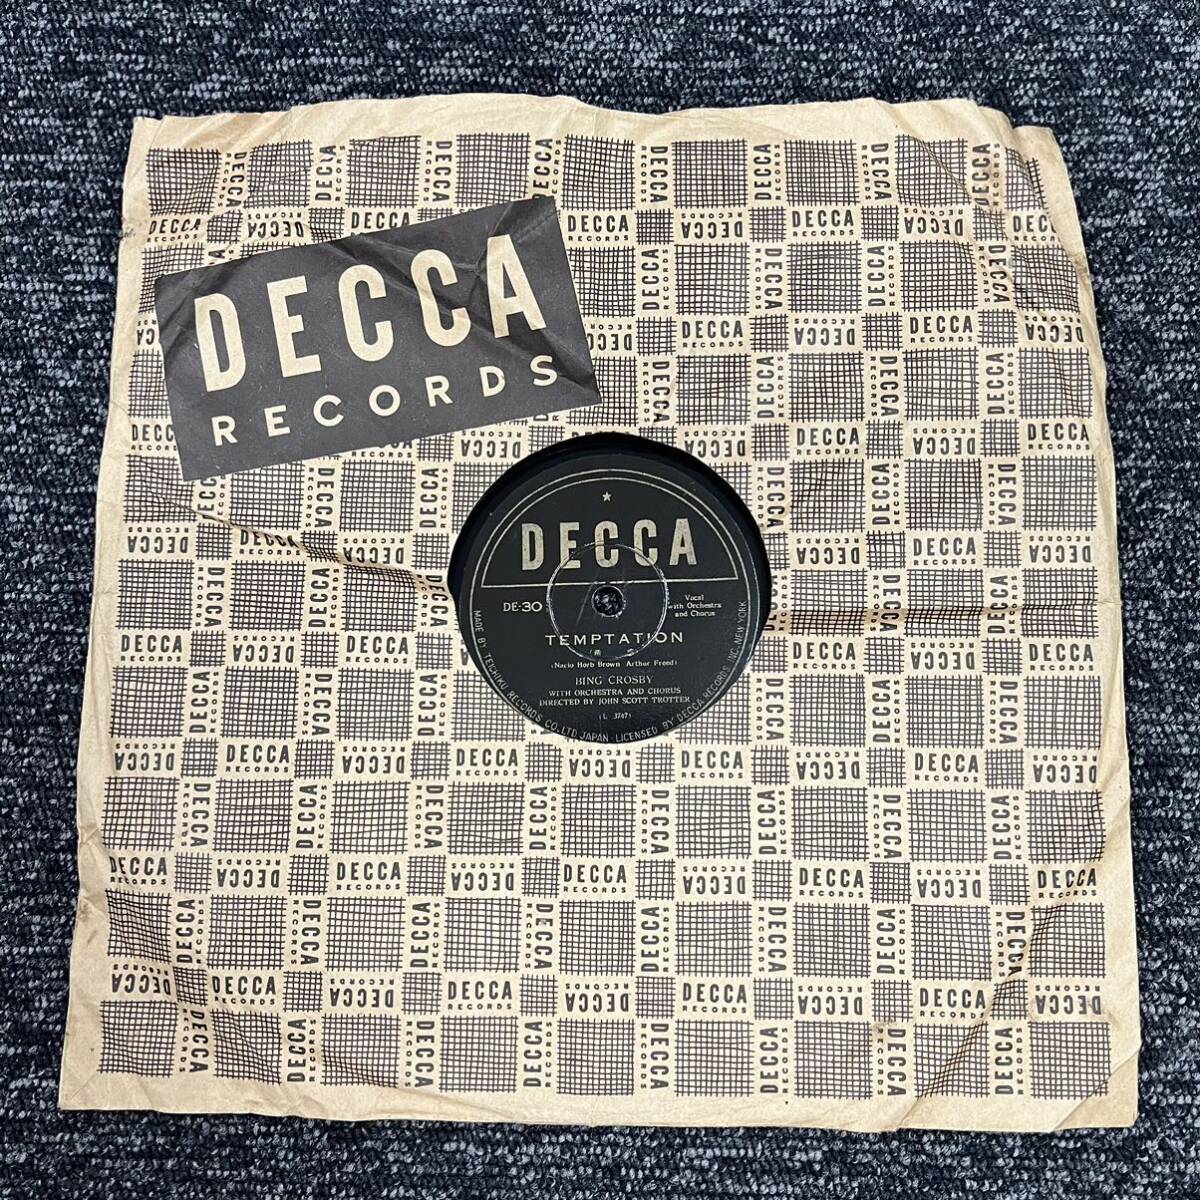 DECCA
RECORDS
DECCA
DE-30
Vocal
with Orchestra
and Chorus
TEMPTATION
(Nacio Herb Brown Arthur Freed)
BING CROSBY
WITH ORCHESTRA AND CHORUS
DIRECTED BY JOHN SCOTT TROTTER
(L 3747)
MADE BY TEICHIKU RECORDS CO., LTD. JAPAN. LICENSED BY DECCA RECORDS, INC. NEW YORK
DECCA
RECORDS